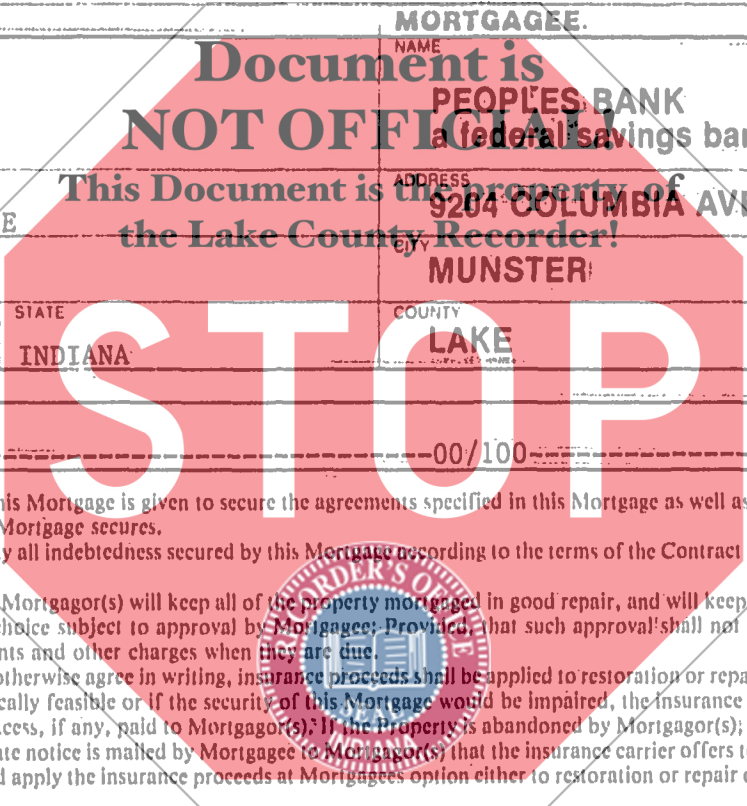 MORTGAGEE
NAME
Document is
PEOPLES BANK
NOT OFFICIAL!
a federal savings ban
ADDRESS
This Document is the property of
9204 COLUMBIA AV
E
the Lake County Recorder!
CITY
MUNSTER
STATE
COUNTY
INDIANA
LAKE
STOP
00/100
his Mortgage is given to secure the agreements specified in this Mortgage as well as
Mortgage secures.
y all indebtedness secured by this Mortgage according to the terms of the Contract
RECORDER'S OFFICE
Mortgagor(s) will keep all of the property mortgaged in good repair, and will keep
hoice subject to approval by Mortgagee; Provided, that such approval shall not
nts and other charges when they are due.
otherwise agree in writing, insurance proceeds shall be applied to restoration or repa
cally feasible or if the security of this Mortgage would be impaired, the insurance
cess, if any, paid to Mortgagor(s). If the Property is abandoned by Mortgagor(s);
SEAL
te notice is mailed by Mortgagee to Mortgagor(s) that the insurance carrier offers t
d apply the insurance proceeds at Mortgagees option either to restoration or repair o